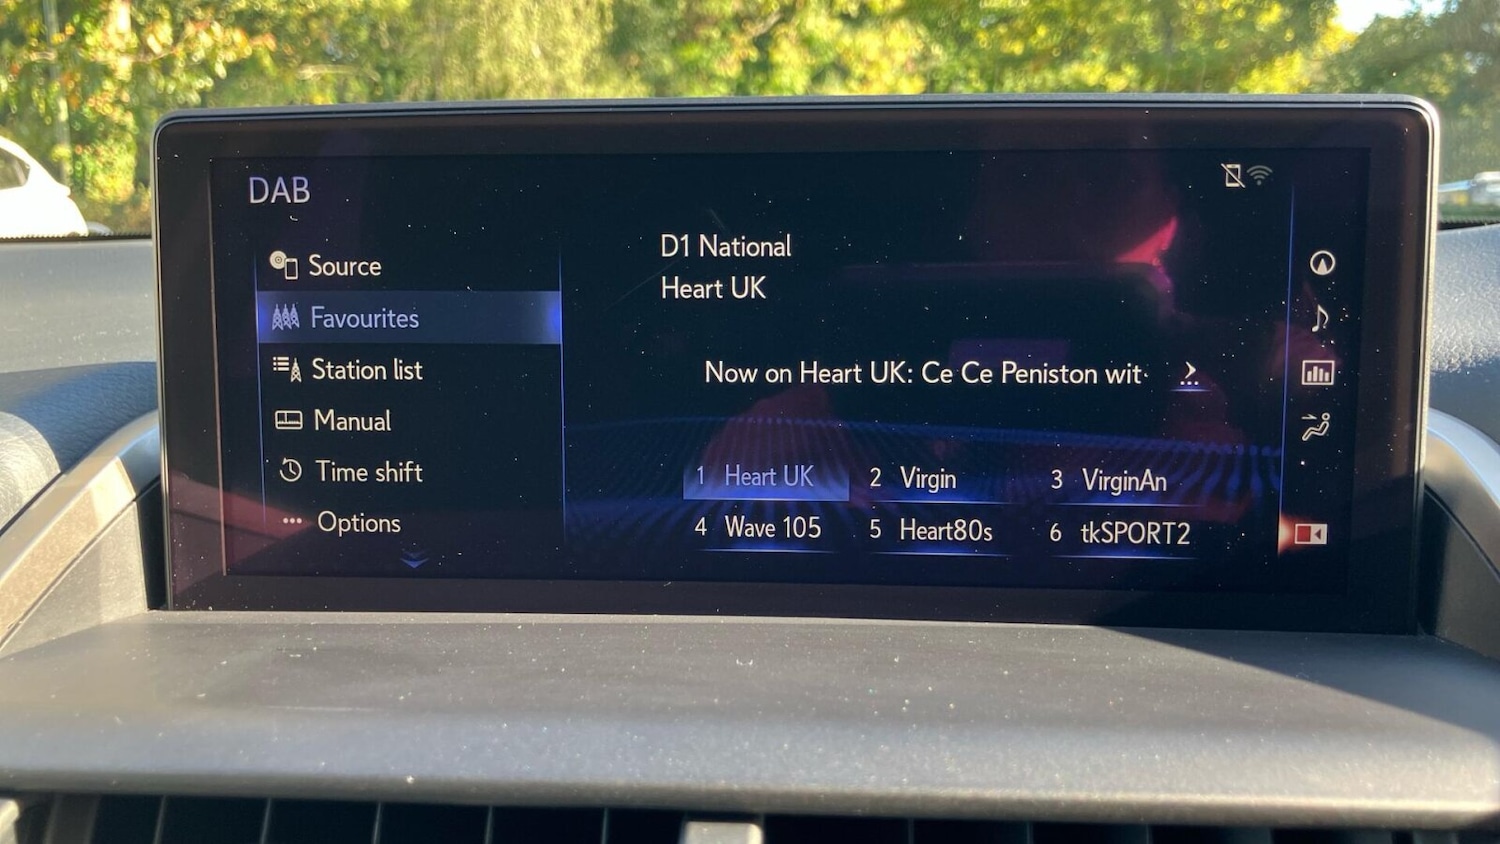 DAB
Source
Favourites
Station list
Manual
Time shift
Options
D1 National
Heart UK
Now on Heart UK: Ce Ce Peniston wit
1 Heart UK 2 Virgin 3 VirginAn
4 Wave 105 5 Heart80s 6 tkSPORT2